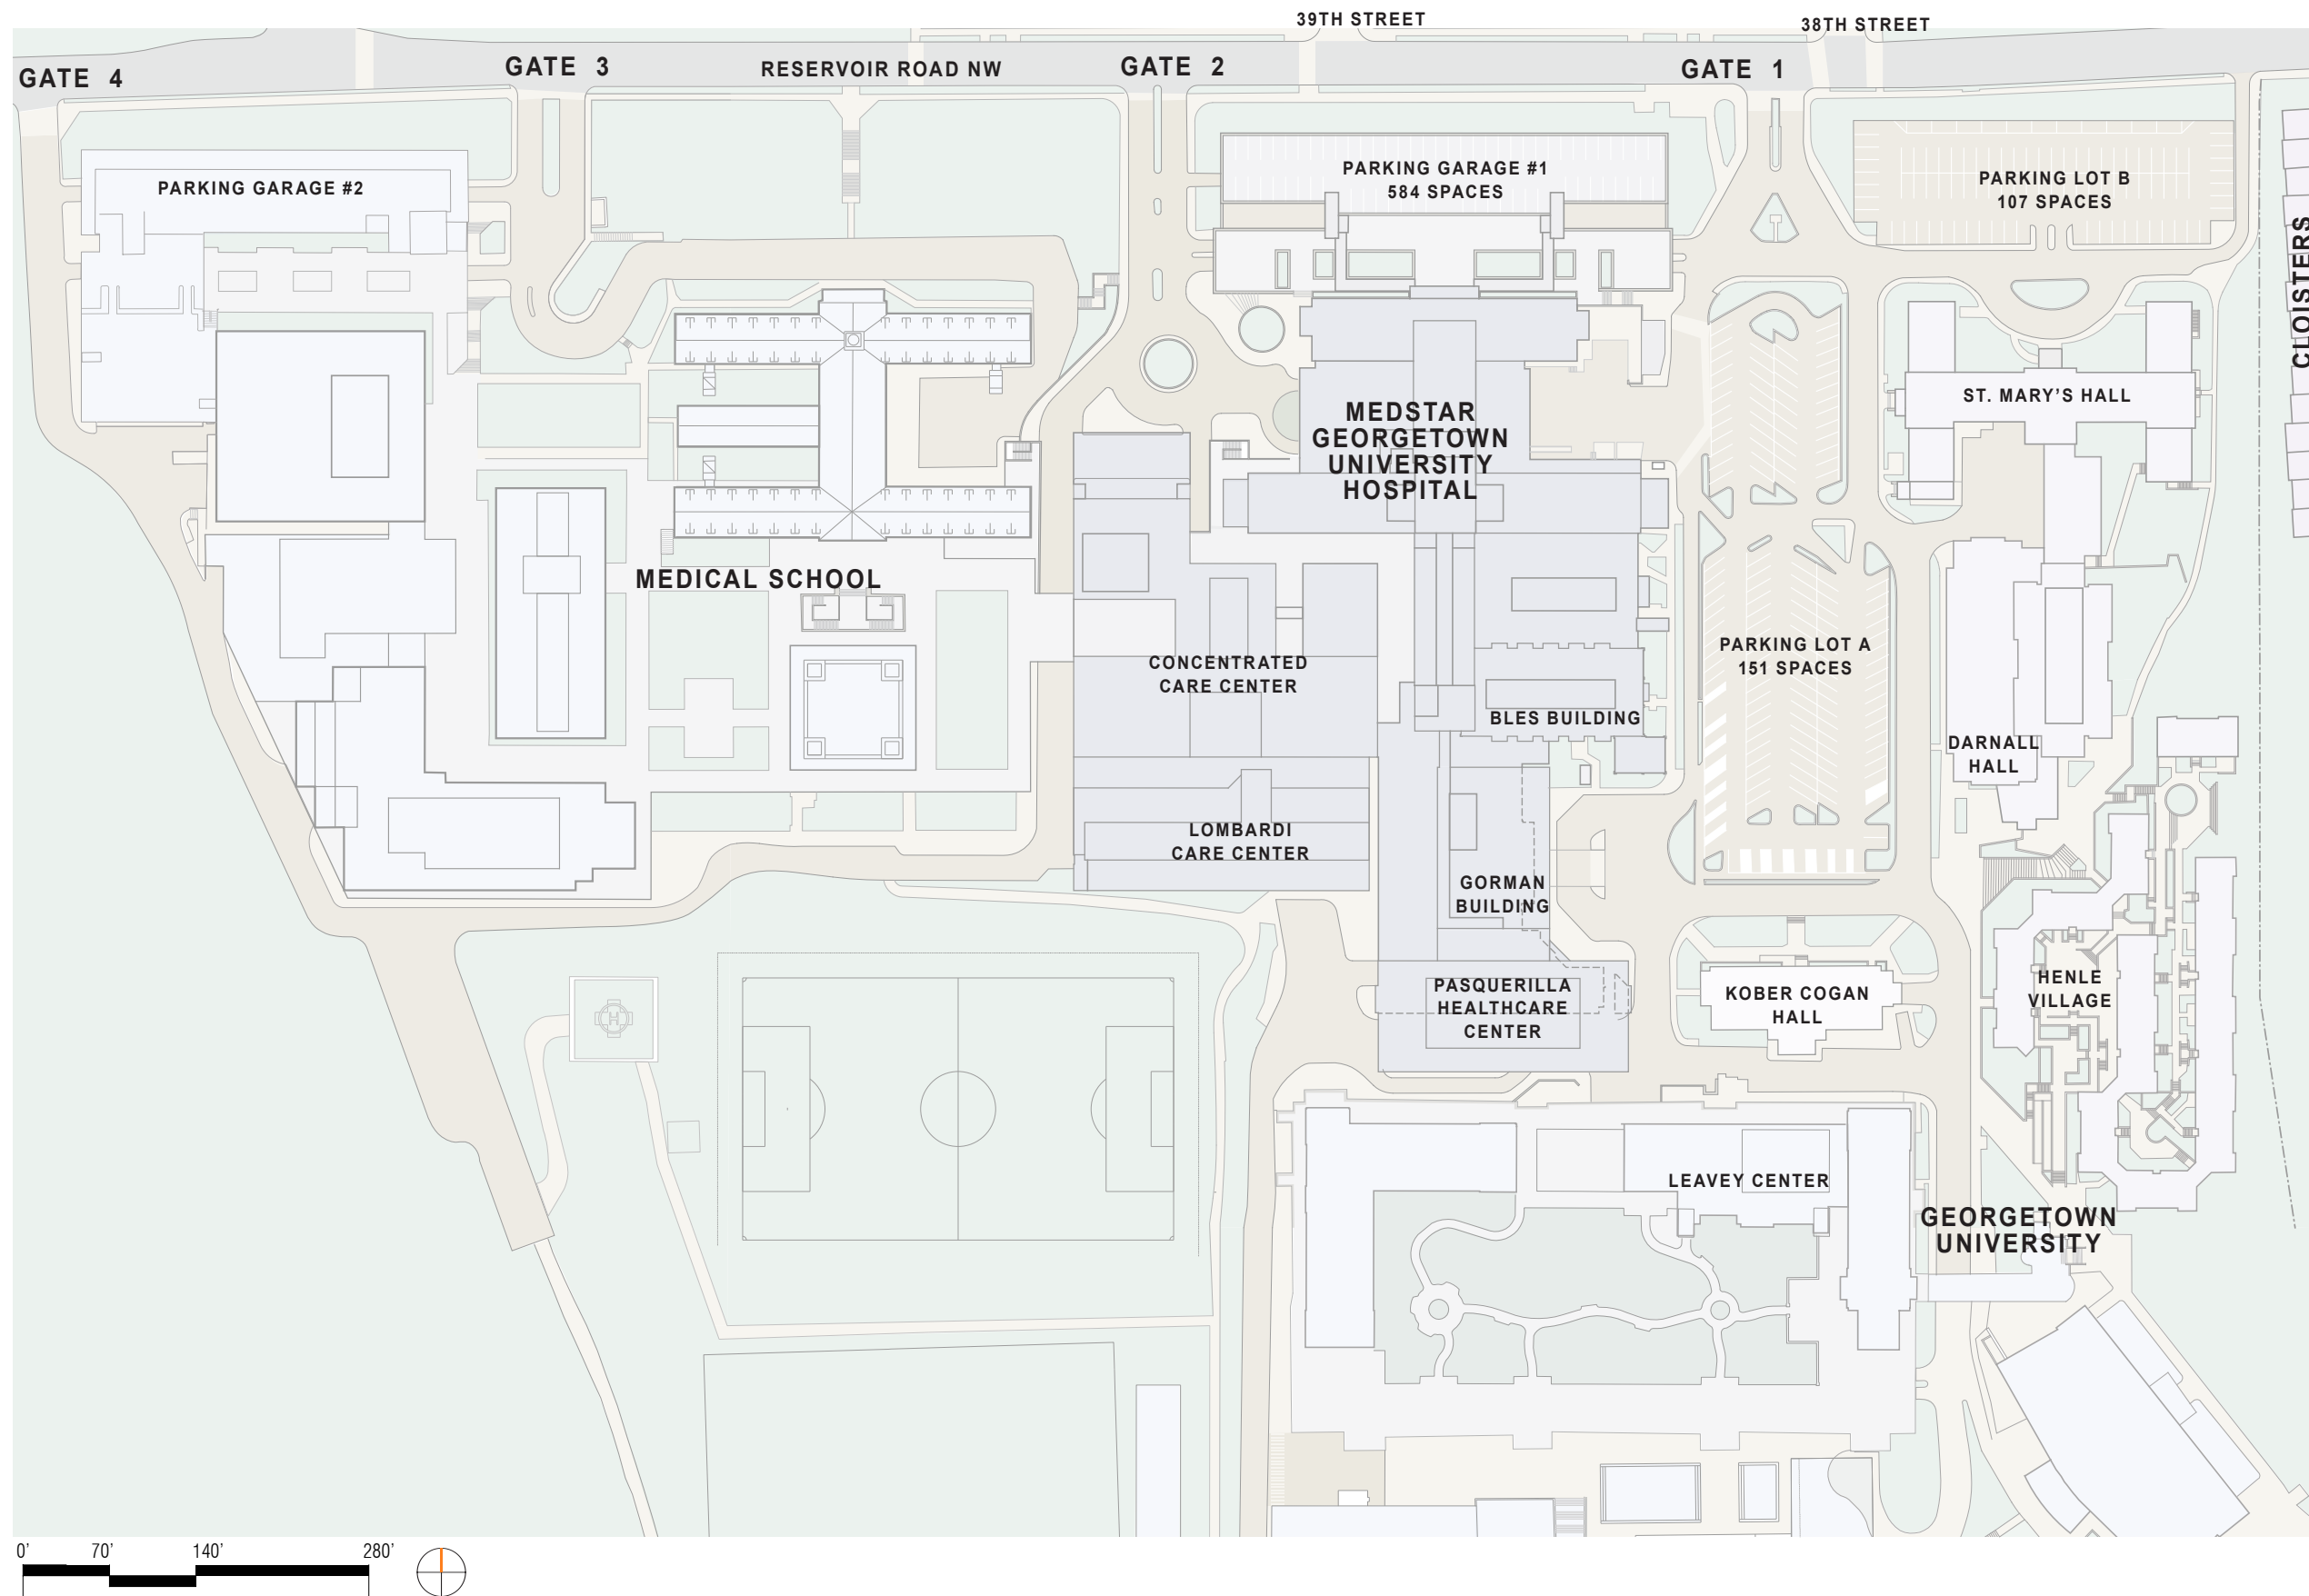 39TH STREET
38TH STREET
GATE 4
GATE 3
RESERVOIR ROAD NW
GATE 2
GATE 1
PARKING GARAGE #2
PARKING GARAGE #1
584 SPACES
PARKING LOT B
107 SPACES
CLOISTERS
ST. MARY'S HALL
MEDSTAR
GEORGETOWN
UNIVERSITY
HOSPITAL
MEDICAL SCHOOL
CONCENTRATED
CARE CENTER
PARKING LOT A
151 SPACES
BLES BUILDING
DARNALL
HALL
LOMBARDI
CARE CENTER
GORMAN
BUILDING
PASQUERILLA
HEALTHCARE
CENTER
KOBER COGAN
HALL
HENLE
VILLAGE
H
LEAVEY CENTER
GEORGETOWN
UNIVERSITY
0' 70' 140' 280'